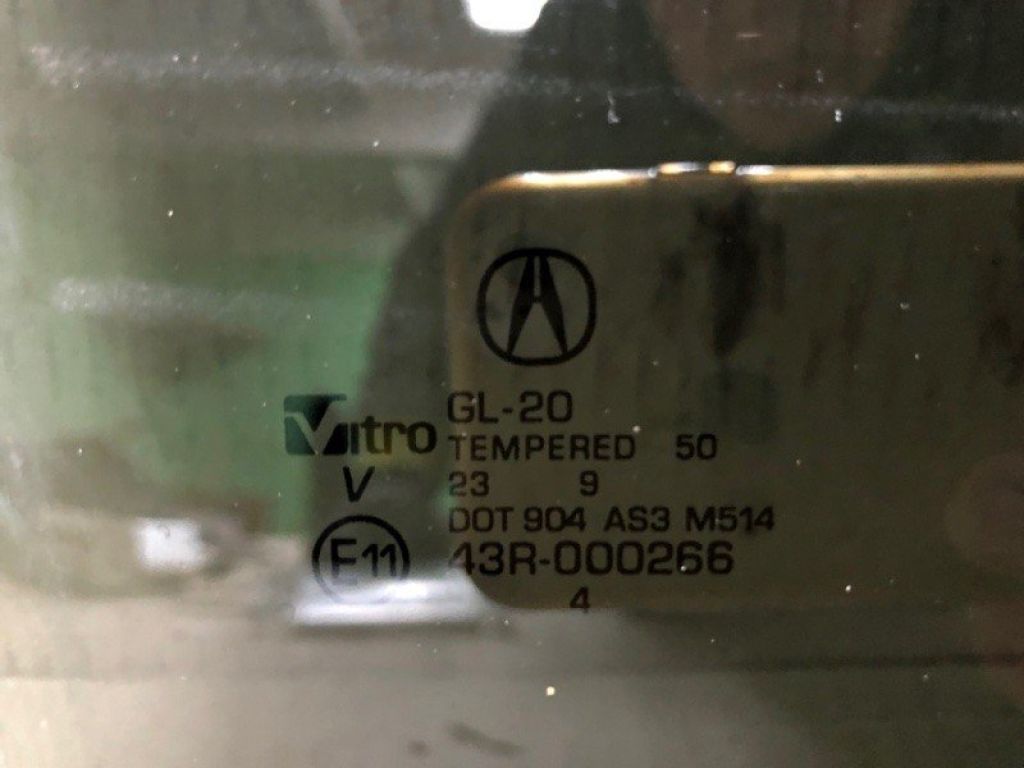 GL-20
Vitro TEMPERED 50
V 23 9
DOT 904 AS3 M514
E11 43R-000266
4